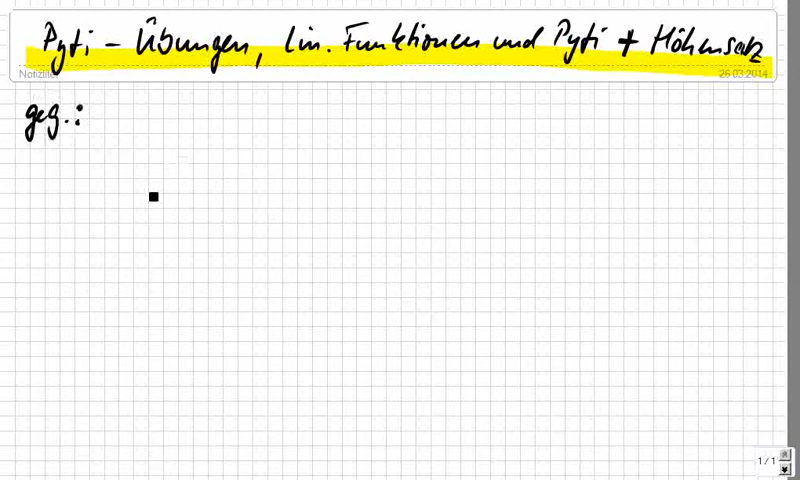 Pyti - Übungen, lin. Funktionen und Pyti + Höhensatz
Notiztitel
26.03.2014
geg.:
1/1